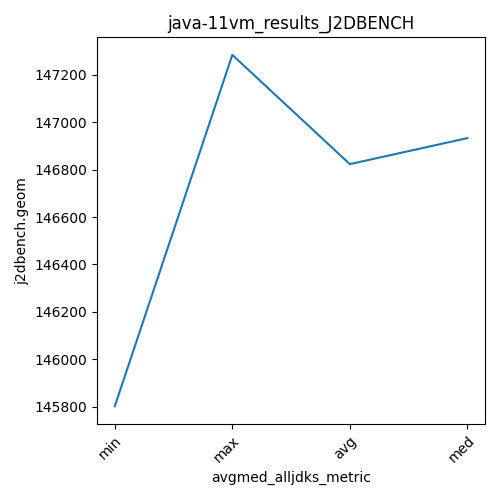 java-11vm_results_J2DBENCH
147200
147000
146800
146600
146400
146200
146000
145800
j2dbench.geom
min
max
avg
med
avgmed_alljdks_metric